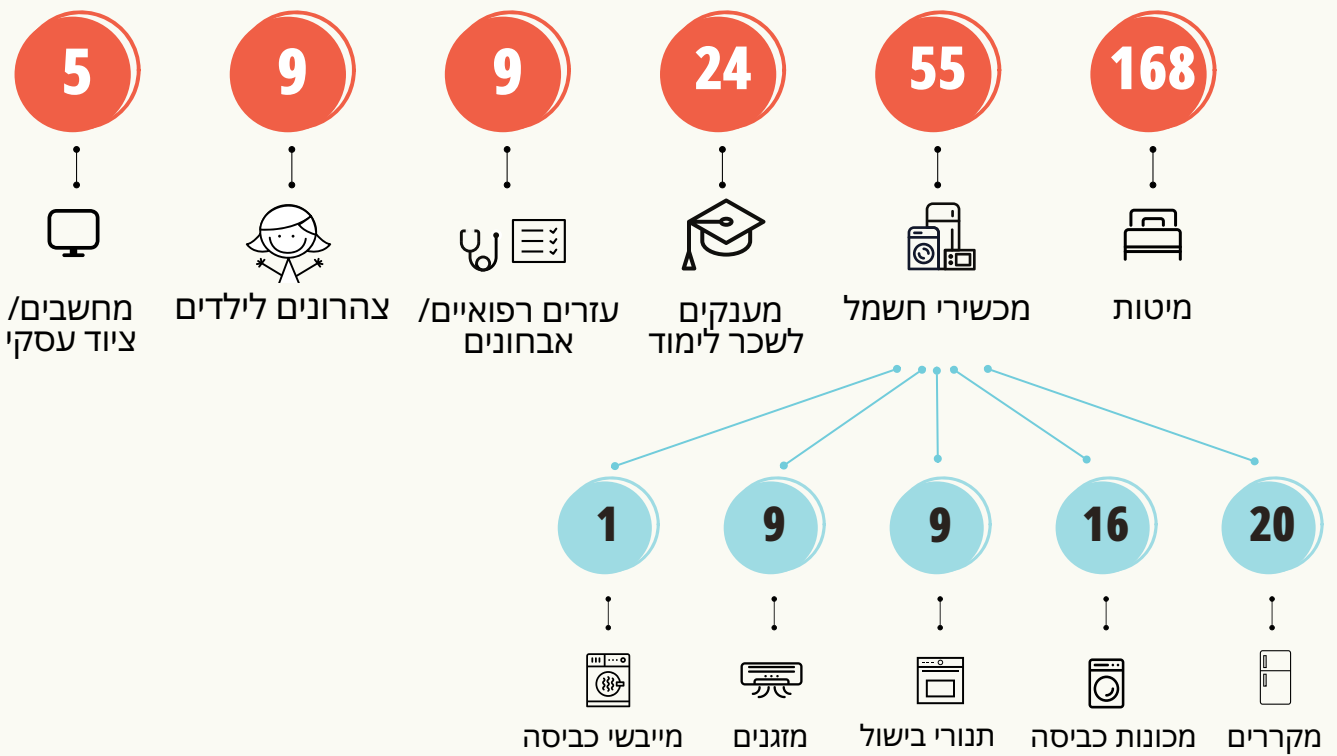 168
55
24
9
9
5
מיטות
מכשירי חשמל
מענקים
לשכר לימוד
עזרים רפואיים/
אבחונים
צהרונים לילדים
מחשבים/
ציוד עסקי
20
16
9
9
1
מקררים
מכונות כביסה
תנורי בישול
מזגנים
מייבשי כביסה